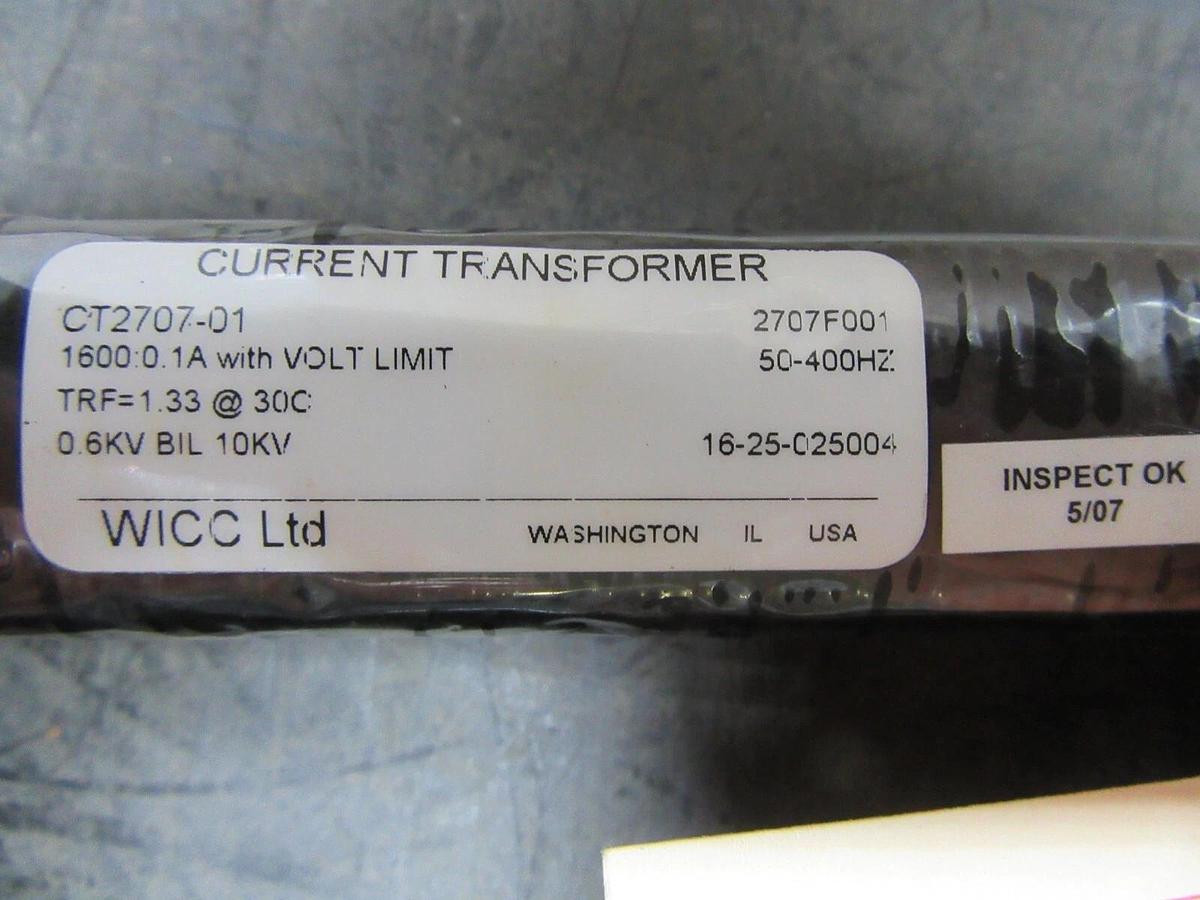 CURRENT TRANSFORMER
CT2707-01 2707F001
1600:0.1A with VOLT LIMIT 50-400HZ
TRF=1.33 @ 30C
0.6KV BIL 10KV 16-25-025004
WICC Ltd WASHINGTON IL USA
INSPECT OK
5/07